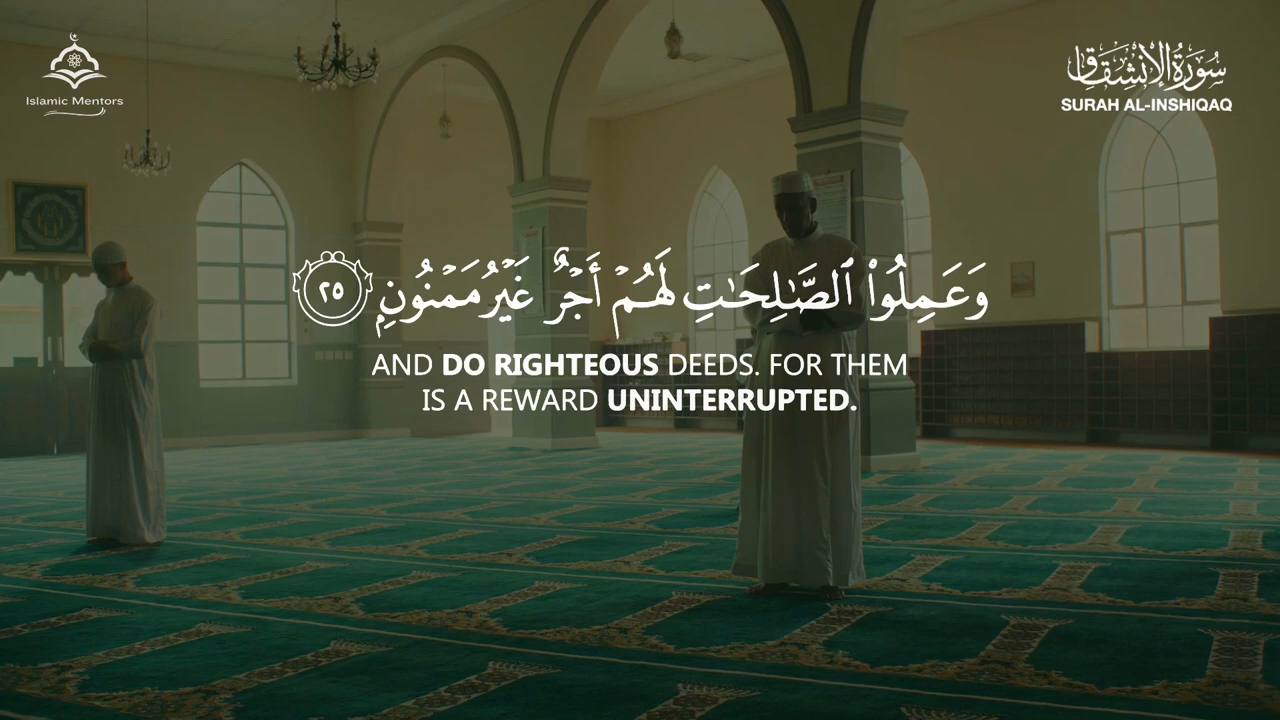 Islamic Mentors
سُورَةُ الإِنْشِقَاقِ
SURAH AL-INSHIQAQ
وَعَمِلُوا۟ ٱلصَّـٰلِحَـٰتِ لَهُمْ أَجْرٌ غَيْرُ مَمْنُونٍۭ ٢٥
AND DO RIGHTEOUS DEEDS. FOR THEM
IS A REWARD UNINTERRUPTED.